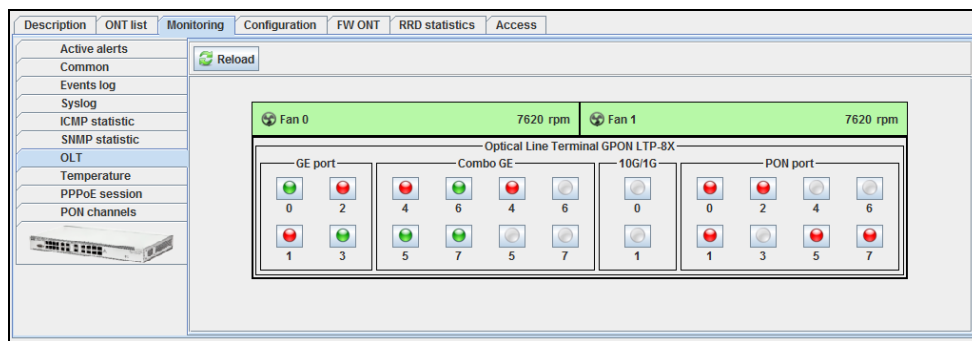 Description ONT list Monitoring Configuration FW ONT RRD statistics Access
Active alerts
Common
Events log
Syslog
ICMP statistic
SNMP statistic
OLT
Temperature
PPPoE session
PON channels
Reload
Fan 0 7620 rpm Fan 1 7620 rpm
Optical Line Terminal GPON LTP-8X
GE port Combo GE 10G/1G PON port
0 2 4 6 4 6 0 0 2 4 6
1 3 5 7 5 7 1 1 3 5 7